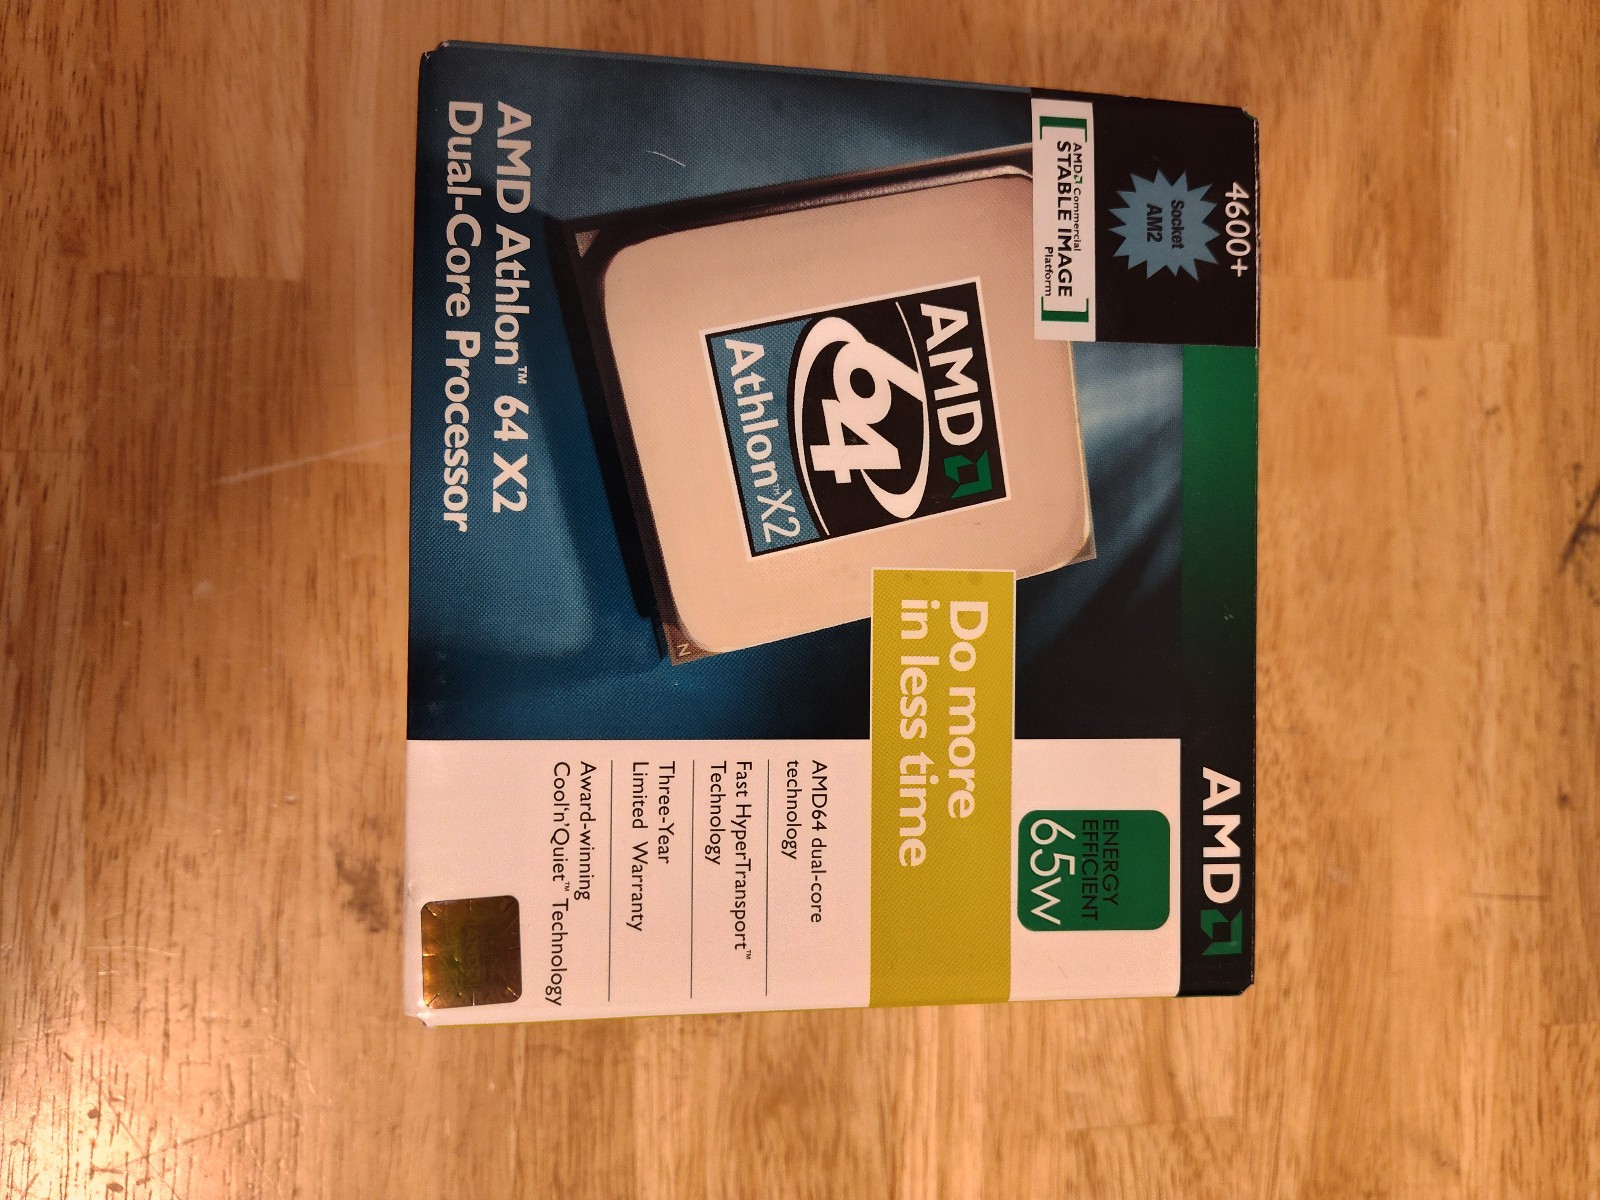 4600+
Socket
AM2
AMD
AMD Commercial
STABLE IMAGE
Platform
ENERGY
EFFICIENT
65W
AMD
64
Athlon™X2
N
Do more
in less time
AMD64 dual-core
technology
Fast HyperTransport™
Technology
Three-Year
Limited Warranty
Award-winning
Cool'n'Quiet™ Technology
AMD Athlon™ 64 X2
Dual-Core Processor